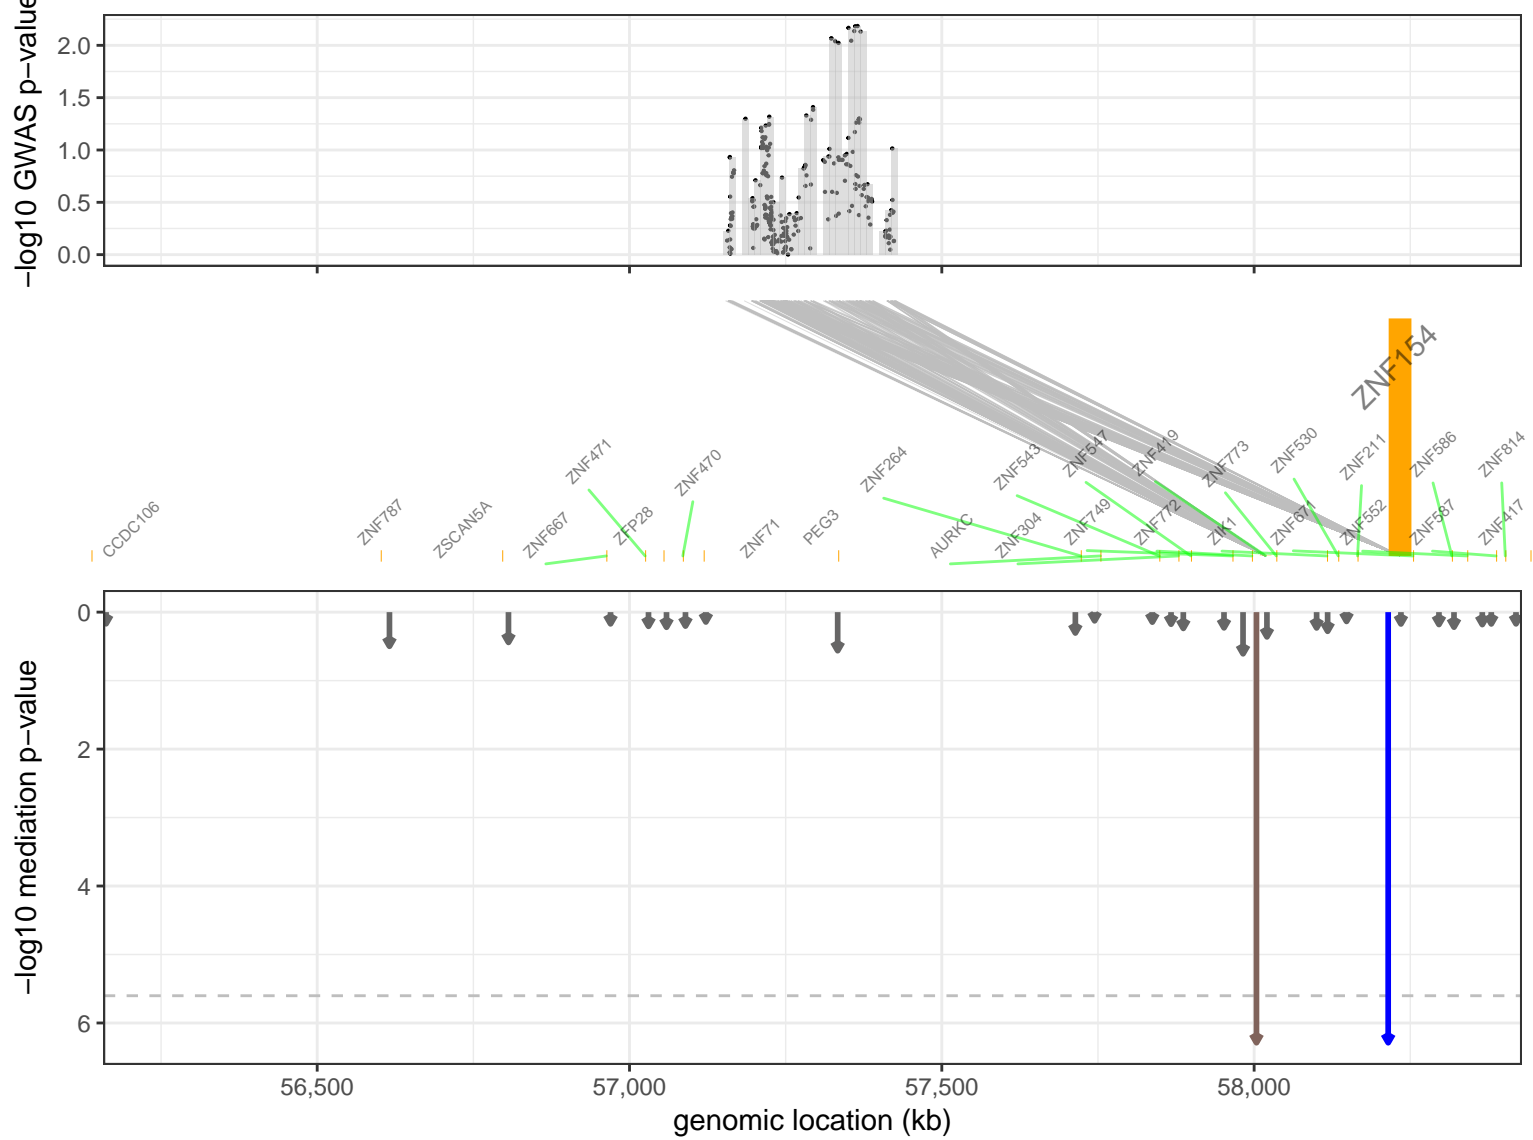 −log10 GWAS p−value
2.0
1.5
1.0
0.5
0.0
ZNF154
ZNF471
ZNF470
ZNF264
ZNF543
ZNF547
ZNF419
ZNF773
ZNF530
ZNF211
ZNF586
ZNF814
CCDC106
ZNF787
ZSCAN5A
ZNF667
ZFP28
ZNF71
PEG3
AURKC
ZNF304
ZNF749
ZNF772
ZIK1
ZNF671
ZNF552
ZNF587
ZNF417
−log10 mediation p−value
0
2
4
6
56,500
57,000
57,500
58,000
genomic location (kb)